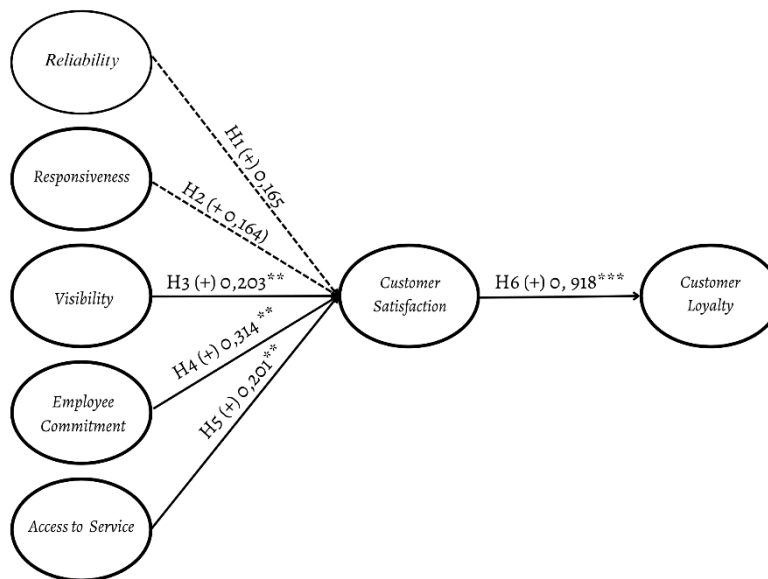 Reliability
H1 (+) 0,165
Responsiveness
H2 (+ 0,164)
Visibility
H3 (+) 0,203**
Customer
Satisfaction
H6 (+) 0, 918***
Customer
Loyalty
H4 (+) 0,314 **
Employee
Commitment
H5 (+) 0,201**
Access to Service